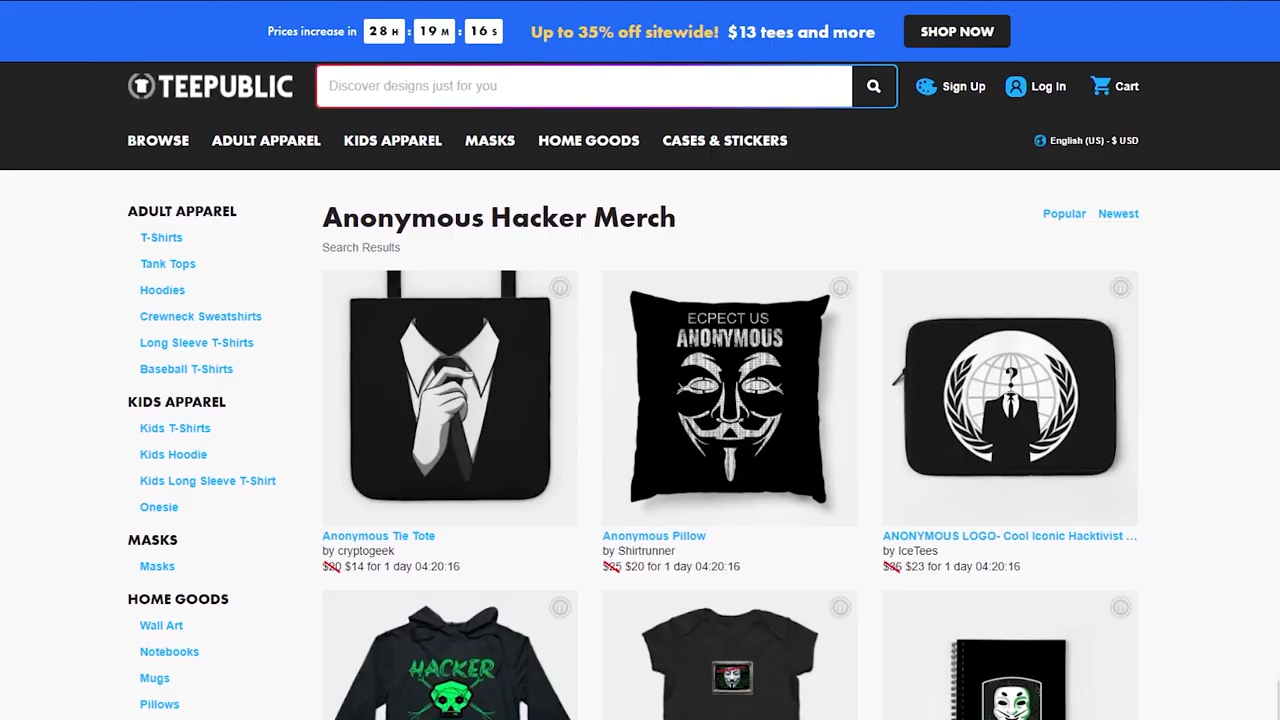 Prices increase in 28 H : 19 M : 16 S Up to 35% off sitewide! $13 tees and more SHOP NOW
TEEPUBLIC Discover designs just for you Sign Up Log In Cart
BROWSE ADULT APPAREL KIDS APPAREL MASKS HOME GOODS CASES & STICKERS English (US) - $ USD
ADULT APPAREL
T-Shirts
Tank Tops
Hoodies
Crewneck Sweatshirts
Long Sleeve T-Shirts
Baseball T-Shirts
KIDS APPAREL
Kids T-Shirts
Kids Hoodie
Kids Long Sleeve T-Shirt
Onesie
MASKS
Masks
HOME GOODS
Wall Art
Notebooks
Mugs
Pillows
Anonymous Hacker Merch
Popular Newest
Search Results
ECPECT US
ANONYMOUS
?
Anonymous Tie Tote
by cryptogeek
$20 $14 for 1 day 04:20:16
Anonymous Pillow
by Shirtrunner
$25 $20 for 1 day 04:20:16
ANONYMOUS LOGO- Cool Iconic Hacktivist ...
by IceTees
$36 $23 for 1 day 04:20:16
HACKER